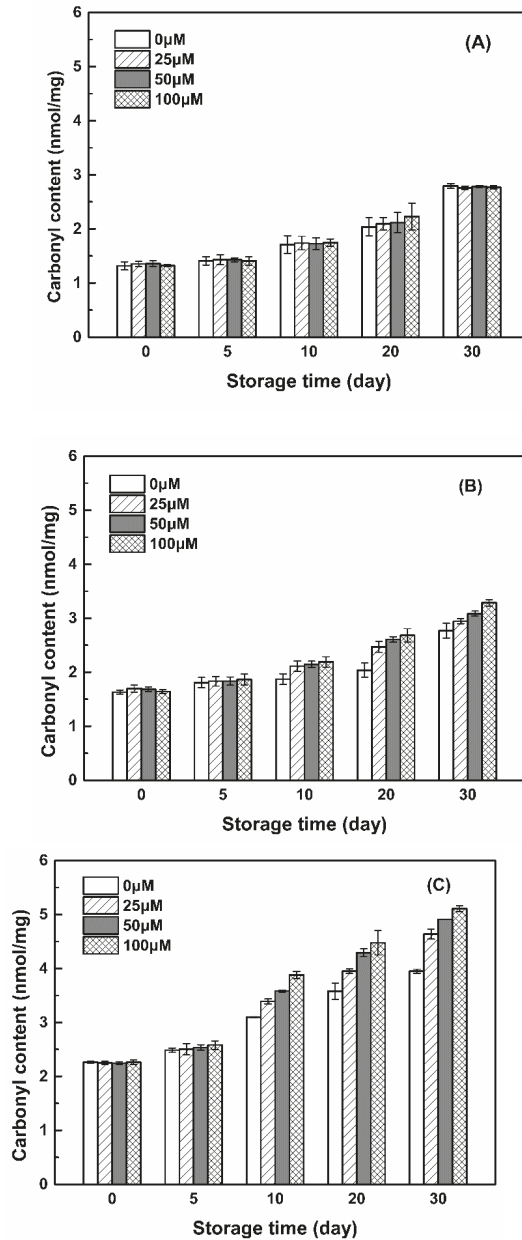 6
(A)
0μM
25μM
50μM
100μM
5
4
3
2
1
0
Carbonyl content (nmol/mg)
0 5 10 20 30
Storage time (day)
6
(B)
0μM
25μM
50μM
100μM
5
4
3
2
1
0
Carbonyl content (nmol/mg)
0 5 10 20 30
Storage time (day)
6
(C)
0μM
25μM
50μM
100μM
5
4
3
2
1
0
Carbonyl content (nmol/mg)
0 5 10 20 30
Storage time (day)